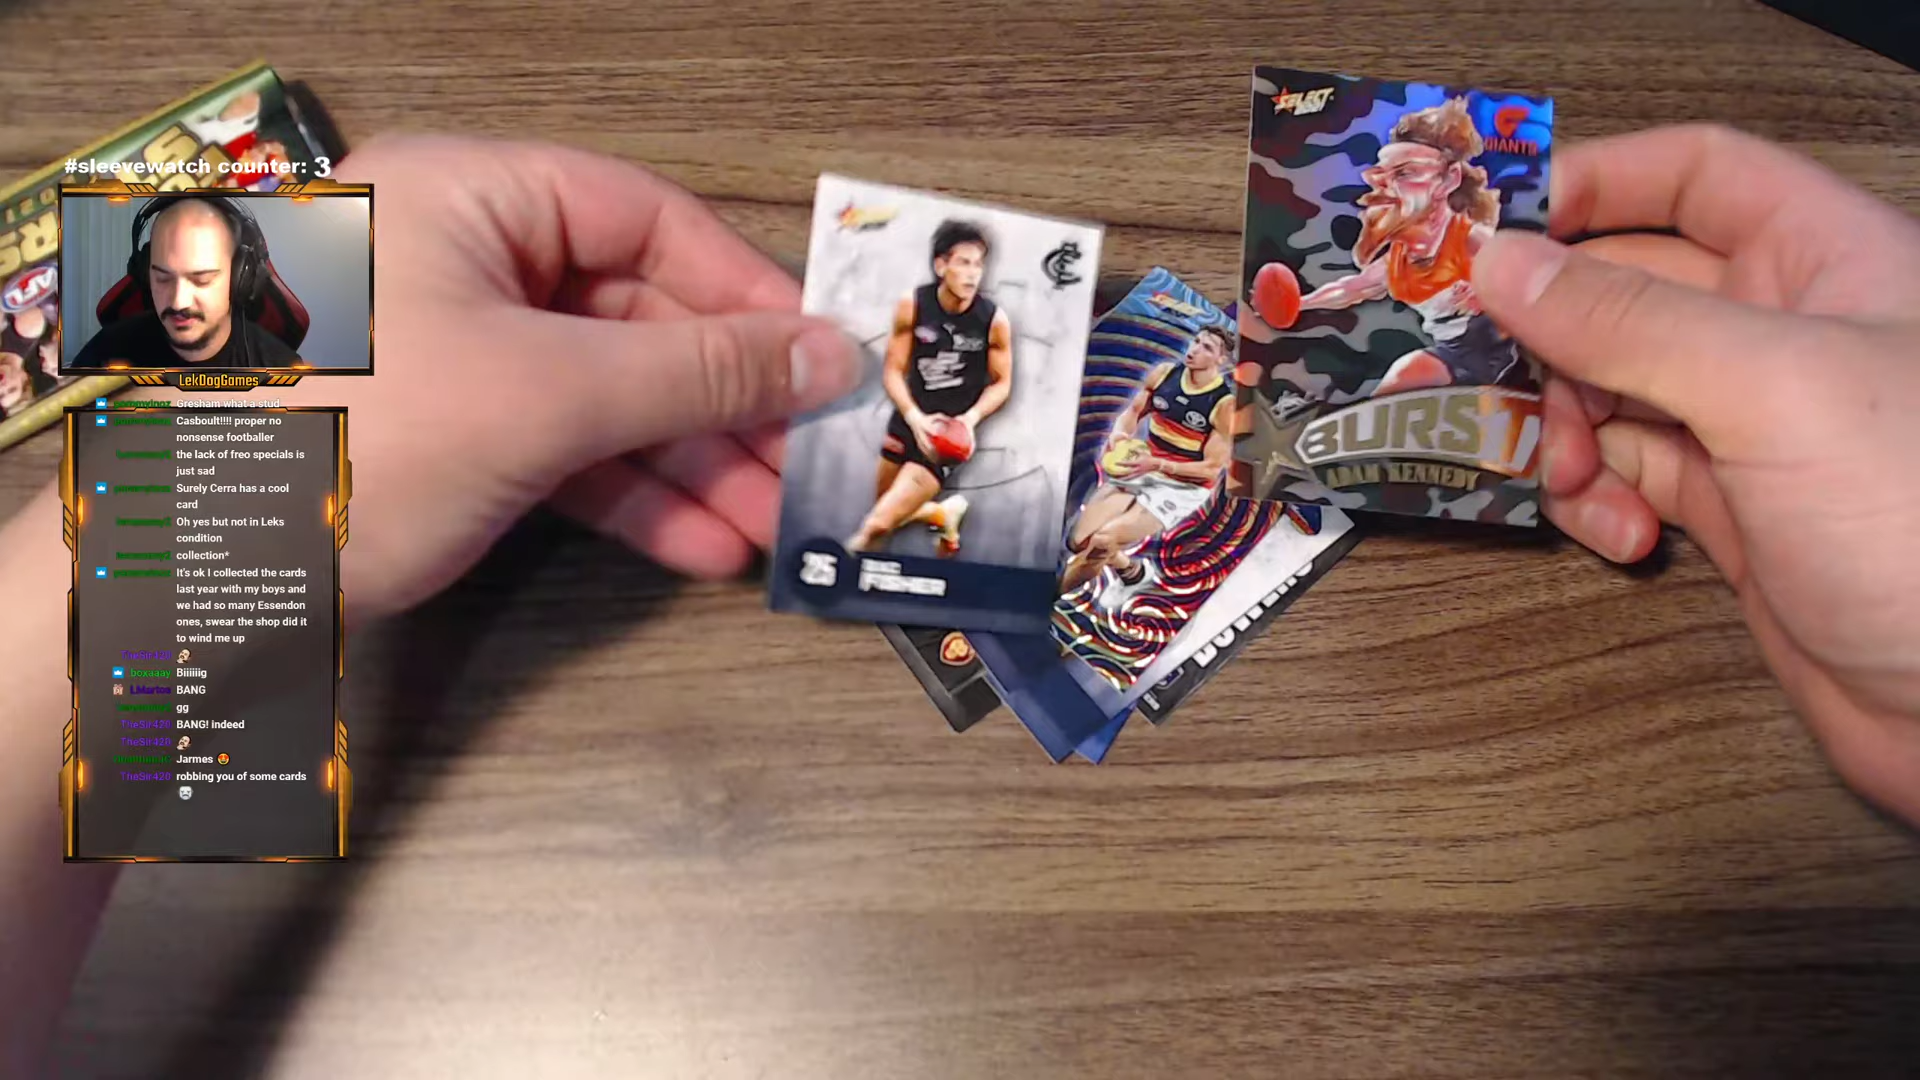 #sleevewatch counter: 3
LekDogGames
Gresham what a stud
Casboult!!!! proper no
nonsense footballer
the lack of freo specials is
just sad
Surely Cerra has a cool
card
Oh yes but not in Leks
condition
collection*
It's ok I collected the cards
last year with my boys and
we had so many Essendon
ones, swear the shop did it
to wind me up
TheSir420
boxaaay Biiiiiig
LMartos BANG
gg
TheSir420 BANG! indeed
TheSir420
Jarmes
TheSir420 robbing you of some cards
AFL
25
FISHER
SELECT
GIANTS
BURST
ADAM KENNEDY